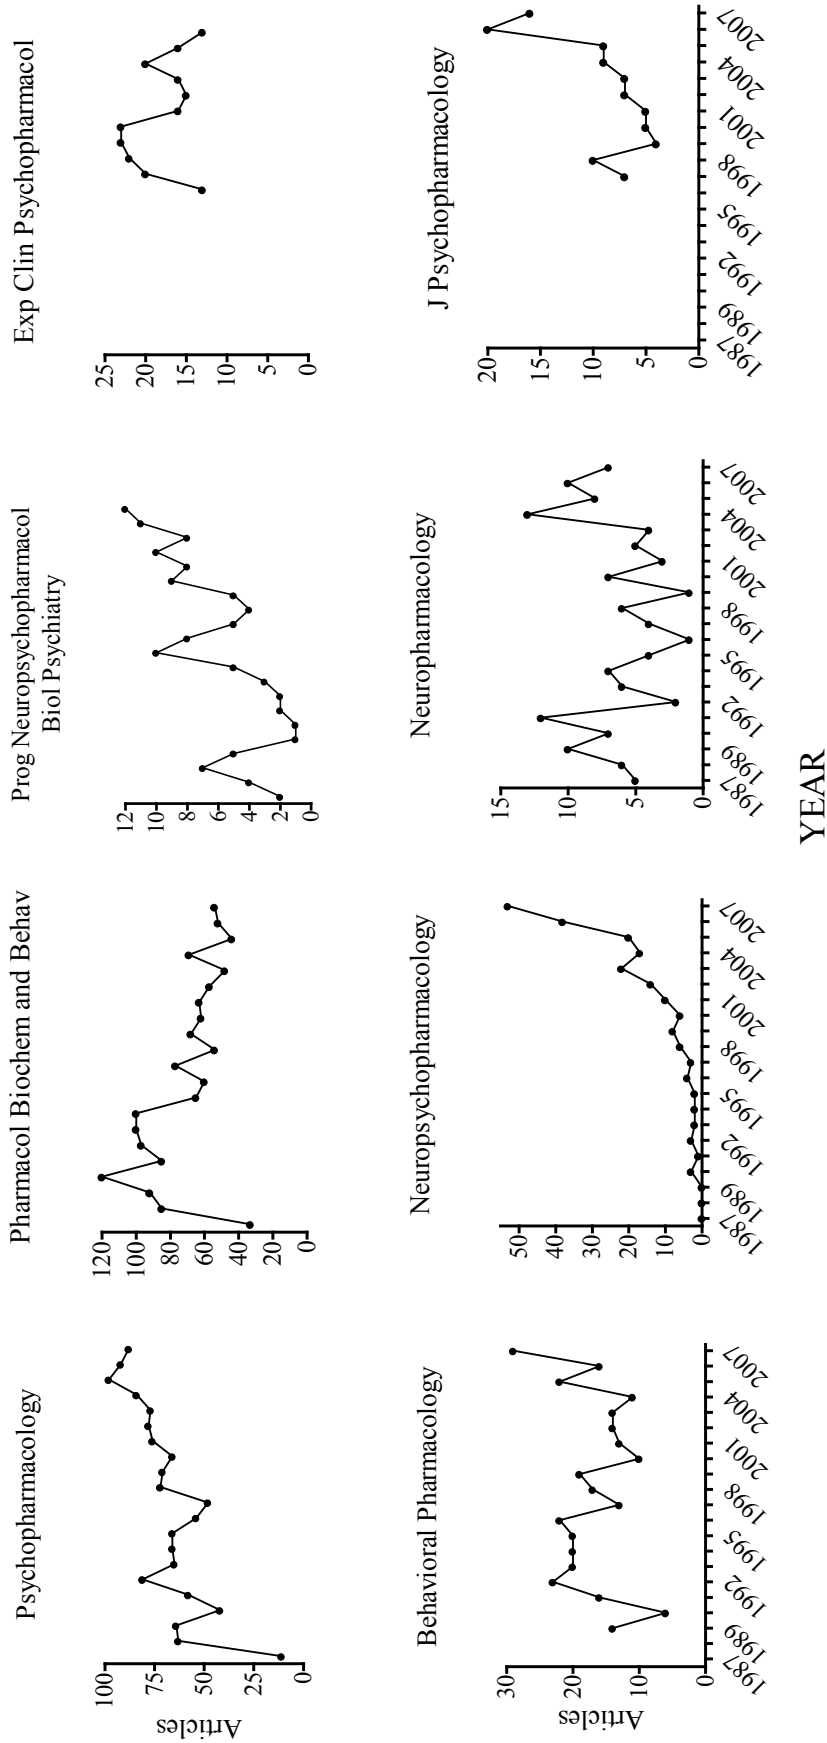 Psychopharmacology
Pharmacol Biochem and Behav
Prog Neuropsychopharmacol
Biol Psychiatry
Exp Clin Psychopharmacol
Articles
100
75
50
25
0
120
100
80
60
40
20
0
12
10
8
6
4
2
0
25
20
15
10
5
0
Behavioral Pharmacology
Neuropsychopharmacology
Neuropharmacology
J Psychopharmacology
Articles
30
20
10
0
50
40
30
20
10
0
15
10
5
0
20
15
10
5
0
1987 1989 1992 1995 1998 2001 2004 2007
1987 1989 1992 1995 1998 2001 2004 2007
1987 1989 1992 1995 1998 2001 2004 2007
1987 1989 1992 1995 1998 2001 2004 2007
YEAR